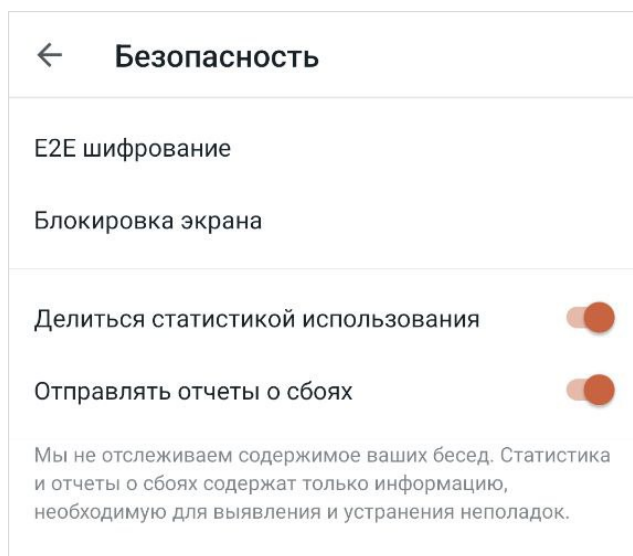 Безопасность
E2E шифрование
Блокировка экрана
Делиться статистикой использования
Отправлять отчеты о сбоях
Мы не отслеживаем содержимое ваших бесед. Статистика
и отчеты о сбоях содержат только информацию,
необходимую для выявления и устранения неполадок.